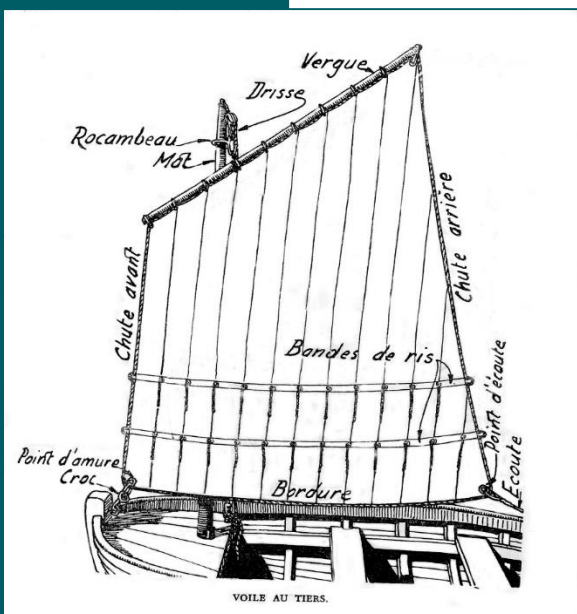 Vergue
Drisse
Rocambeau
Mât
Chute avant
Chute arrière
Bandes de ris
Point d'écoute
Point d'amure
Croc
Bordure
Ecoute
VOILE AU TIERS.